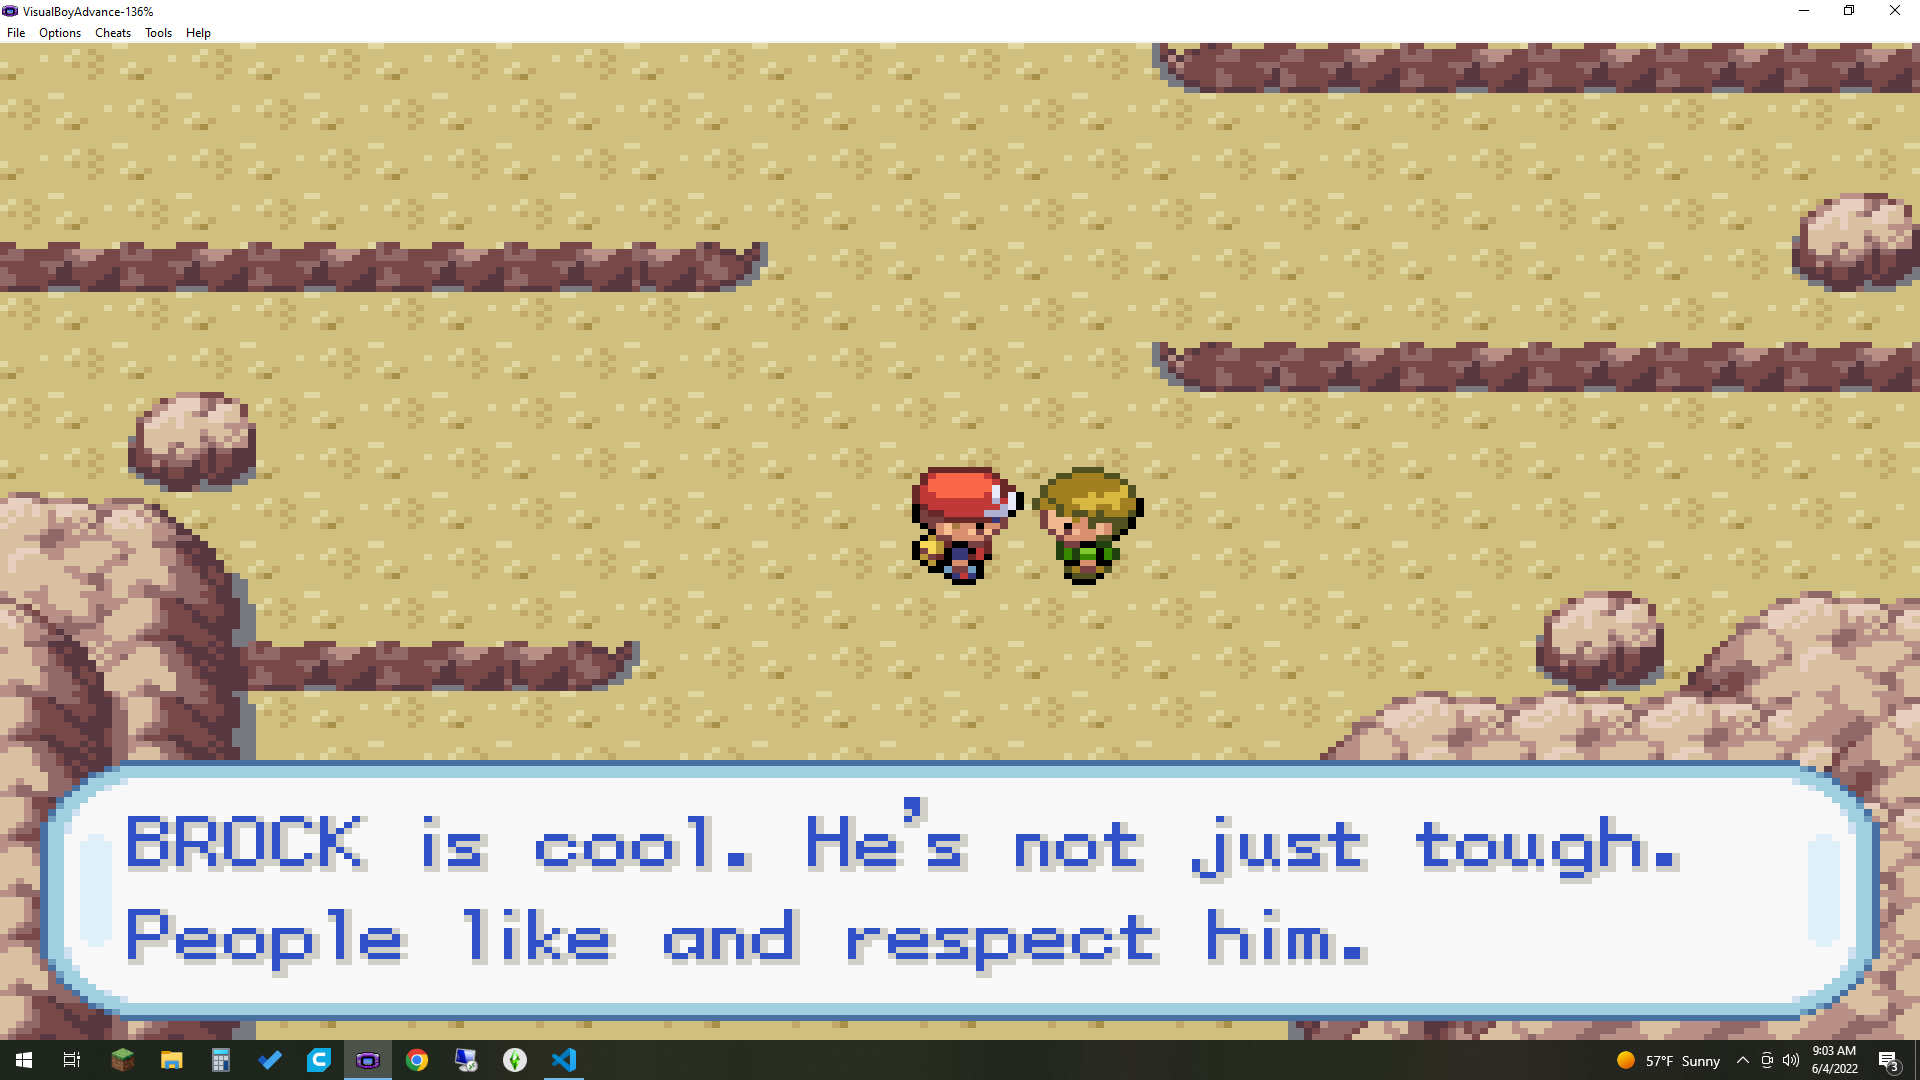 VisualBoyAdvance-136%
File Options Cheats Tools Help
BROCK is cool. He's not just tough.
People like and respect him.
57°F Sunny
9:03 AM
6/4/2022
3